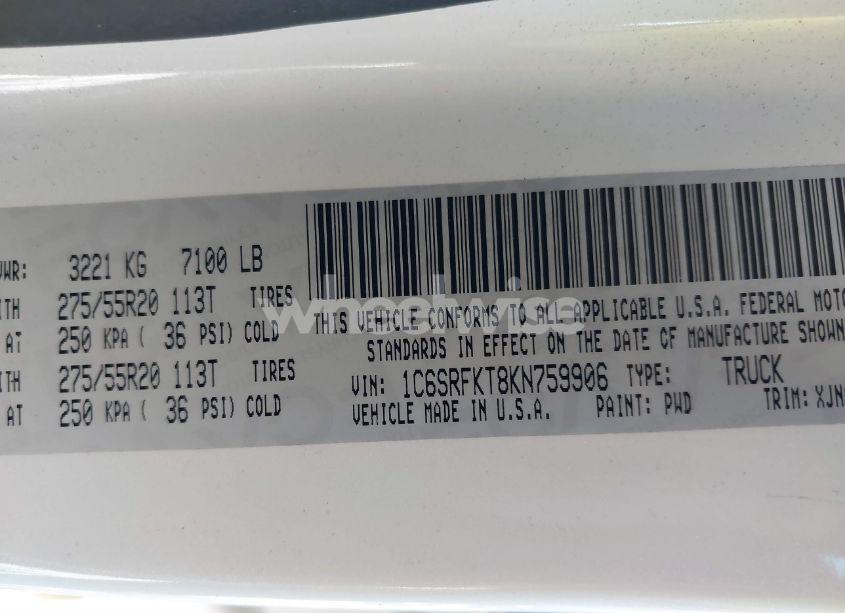 VWR: 3221 KG 7100 LB
ITH 275/55R20 113T TIRES
AT 250 KPA ( 36 PSI) COLD
ITH 275/55R20 113T TIRES
AT 250 KPA ( 36 PSI) COLD
THIS VEHICLE CONFORMS TO ALL APPLICABLE U.S.A. FEDERAL MOTO
STANDARDS IN EFFECT ON THE DATE OF MANUFACTURE SHOWN
VIN: 1C6SRFKT8KN759906 TYPE: TRUCK
VEHICLE MADE IN U.S.A. PAINT: PWD TRIM: XJN
wheelwise